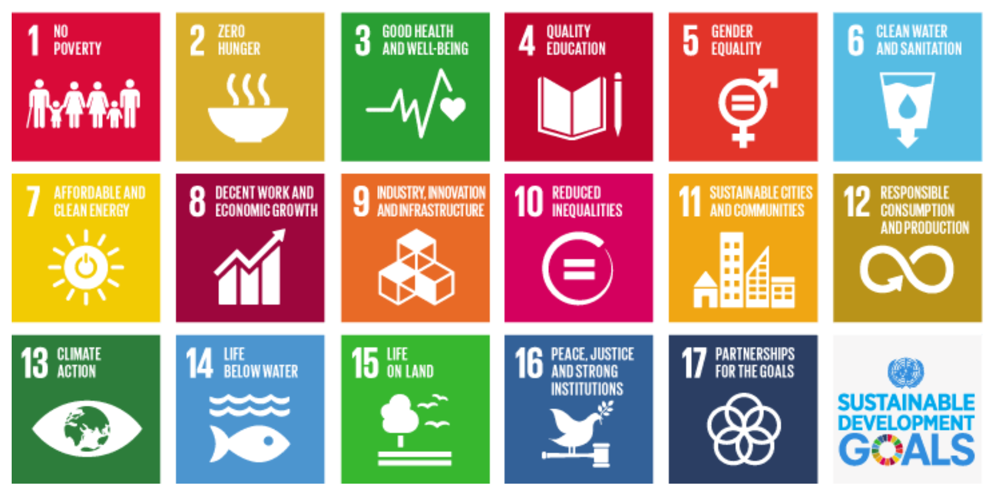 1 NO
POVERTY
2 ZERO
HUNGER
3 GOOD HEALTH
AND WELL-BEING
4 QUALITY
EDUCATION
5 GENDER
EQUALITY
6 CLEAN WATER
AND SANITATION
7 AFFORDABLE AND
CLEAN ENERGY
8 DECENT WORK AND
ECONOMIC GROWTH
9 INDUSTRY, INNOVATION
AND INFRASTRUCTURE
10 REDUCED
INEQUALITIES
11 SUSTAINABLE CITIES
AND COMMUNITIES
12 RESPONSIBLE
CONSUMPTION
AND PRODUCTION
13 CLIMATE
ACTION
14 LIFE
BELOW WATER
15 LIFE
ON LAND
16 PEACE, JUSTICE
AND STRONG
INSTITUTIONS
17 PARTNERSHIPS
FOR THE GOALS
SUSTAINABLE
DEVELOPMENT
GOALS